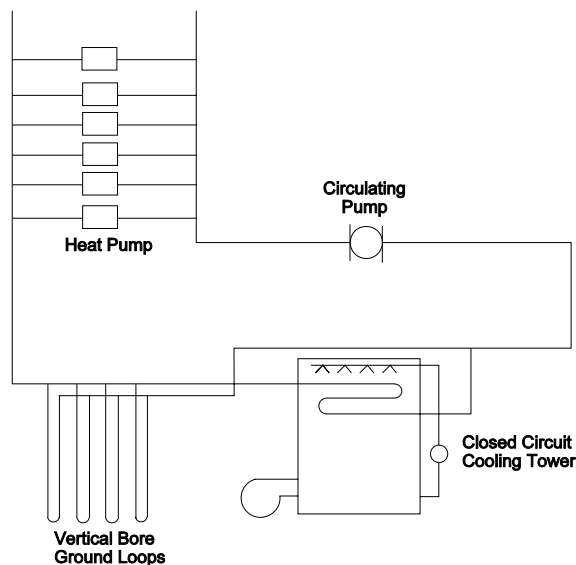 Circulating
Pump
Heat Pump
Closed Circuit
Cooling Tower
Vertical Bore
Ground Loops